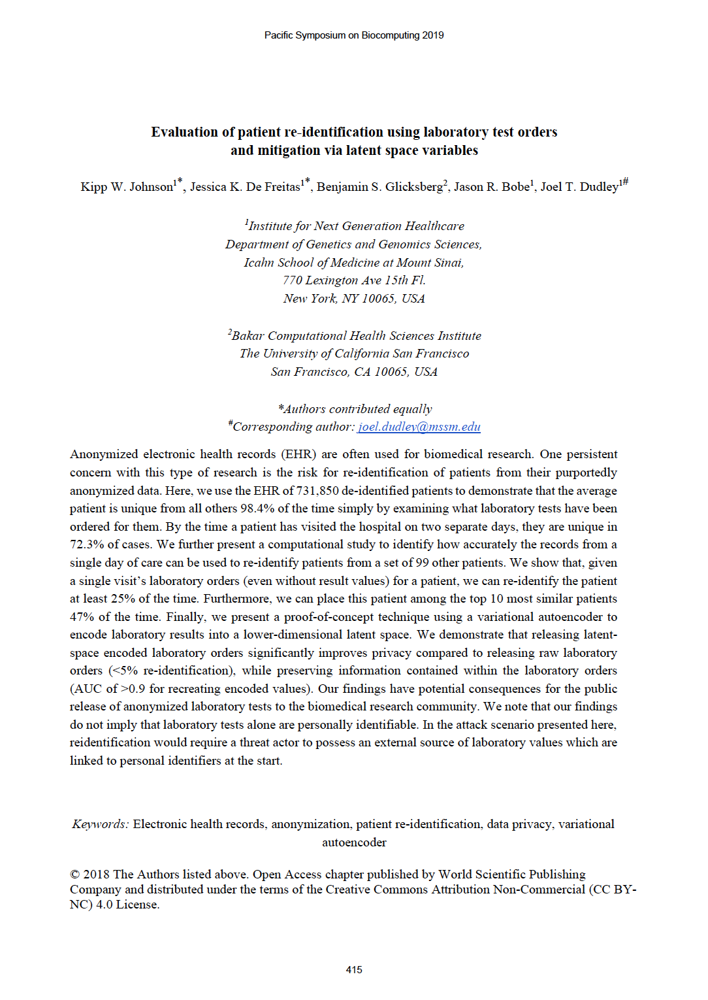 Pacific Symposium on Biocomputing 2019
Evaluation of patient re-identification using laboratory test orders
and mitigation via latent space variables
Kipp W. Johnson1*, Jessica K. De Freitas1*, Benjamin S. Glicksberg2, Jason R. Bobe1, Joel T. Dudley1#
1Institute for Next Generation Healthcare
Department of Genetics and Genomics Sciences,
Icahn School of Medicine at Mount Sinai,
770 Lexington Ave 15th Fl.
New York, NY 10065, USA
2Bakar Computational Health Sciences Institute
The University of California San Francisco
San Francisco, CA 10065, USA
*Authors contributed equally
#Corresponding author: joel.dudley@mssm.edu
Anonymized electronic health records (EHR) are often used for biomedical research. One persistent
concern with this type of research is the risk for re-identification of patients from their purportedly
anonymized data. Here, we use the EHR of 731,850 de-identified patients to demonstrate that the average
patient is unique from all others 98.4% of the time simply by examining what laboratory tests have been
ordered for them. By the time a patient has visited the hospital on two separate days, they are unique in
72.3% of cases. We further present a computational study to identify how accurately the records from a
single day of care can be used to re-identify patients from a set of 99 other patients. We show that, given
a single visit's laboratory orders (even without result values) for a patient, we can re-identify the patient
at least 25% of the time. Furthermore, we can place this patient among the top 10 most similar patients
47% of the time. Finally, we present a proof-of-concept technique using a variational autoencoder to
encode laboratory results into a lower-dimensional latent space. We demonstrate that releasing latent-
space encoded laboratory orders significantly improves privacy compared to releasing raw laboratory
orders (<5% re-identification), while preserving information contained within the laboratory orders
(AUC of >0.9 for recreating encoded values). Our findings have potential consequences for the public
release of anonymized laboratory tests to the biomedical research community. We note that our findings
do not imply that laboratory tests alone are personally identifiable. In the attack scenario presented here,
reidentification would require a threat actor to possess an external source of laboratory values which are
linked to personal identifiers at the start.
Keywords: Electronic health records, anonymization, patient re-identification, data privacy, variational
autoencoder
© 2018 The Authors listed above. Open Access chapter published by World Scientific Publishing
Company and distributed under the terms of the Creative Commons Attribution Non-Commercial (CC BY-
NC) 4.0 License.
415